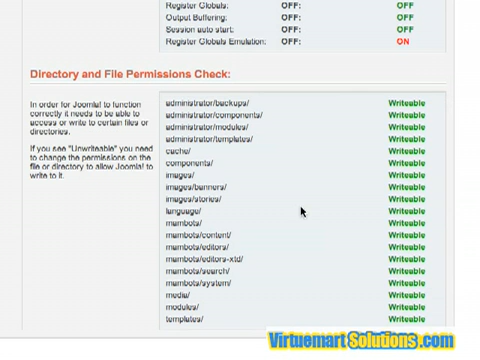 Register Globals: OFF: OFF
Output Buffering: OFF: OFF
Session auto start: OFF: OFF
Register Globals Emulation: OFF: ON
Directory and File Permissions Check:
In order for Joomla! to function
correctly it needs to be able to
access or write to certain files or
directories.
If you see "Unwriteable" you need
to change the permissions on the
file or directory to allow Joomla! to
write to it.
administrator/backups/ Writeable
administrator/components/ Writeable
administrator/modules/ Writeable
administrator/templates/ Writeable
cache/ Writeable
components/ Writeable
images/ Writeable
images/banners/ Writeable
images/stories/ Writeable
language/ Writeable
mambots/ Writeable
mambots/content/ Writeable
mambots/editors/ Writeable
mambots/editors-xtd/ Writeable
mambots/search/ Writeable
mambots/system/ Writeable
media/ Writeable
modules/ Writeable
templates/ Writeable
Virtuemart Solutions.com